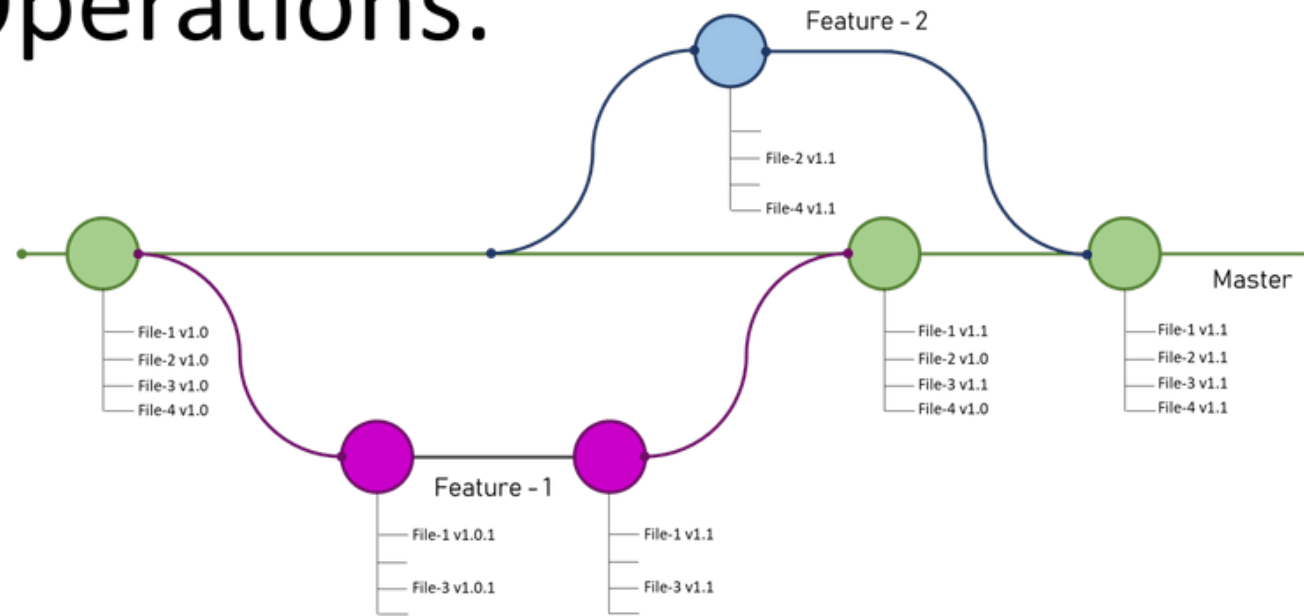 Operations.
Feature - 2
File-2 v1.1
File-4 v1.1
Master
File-1 v1.0
File-2 v1.0
File-3 v1.0
File-4 v1.0
File-1 v1.1
File-2 v1.0
File-3 v1.1
File-4 v1.0
File-1 v1.1
File-2 v1.1
File-3 v1.1
File-4 v1.1
Feature - 1
File-1 v1.0.1
File-3 v1.0.1
File-1 v1.1
File-3 v1.1